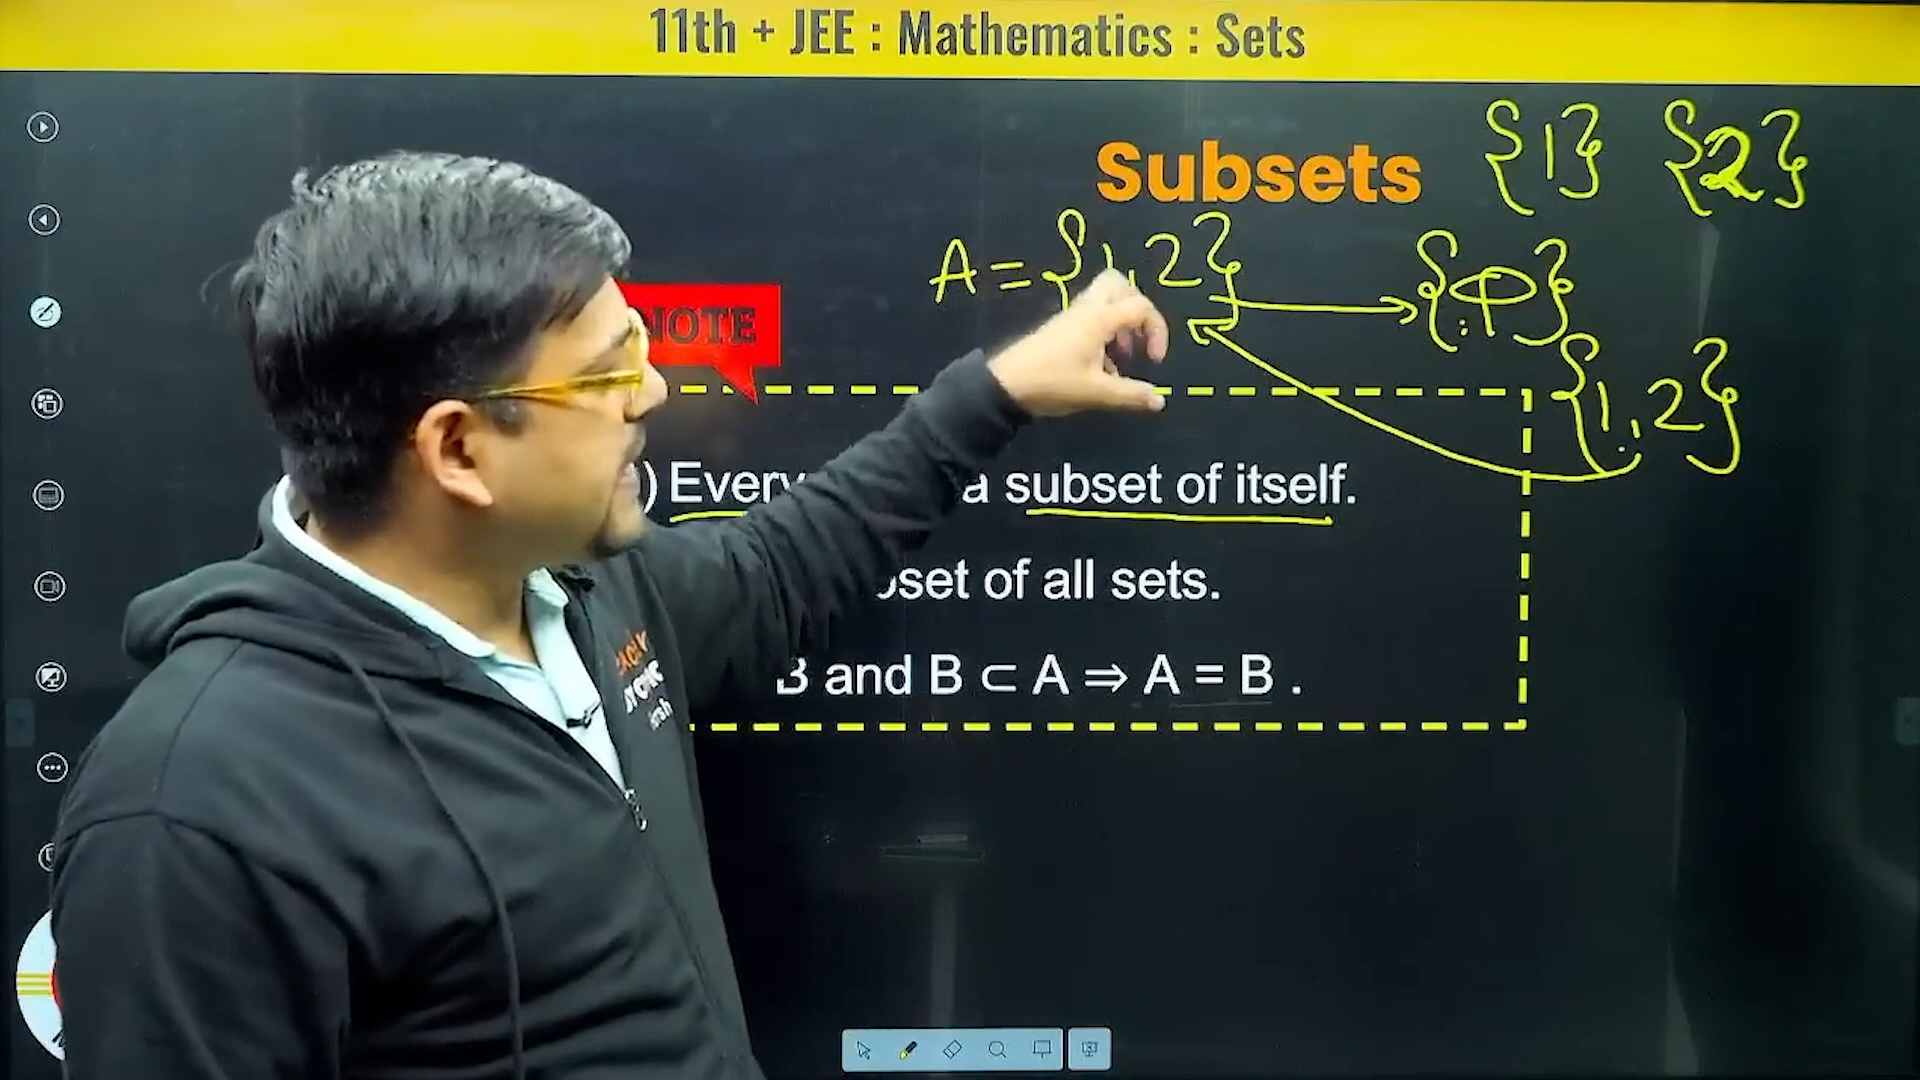 11th + JEE : Mathematics : Sets
{1} {2}
Subsets
A = {1,2}
{Φ}
NOTE
{1,2}
) Every a subset of itself.
set of all sets.
B and B ⊂ A ⇒ A = B .